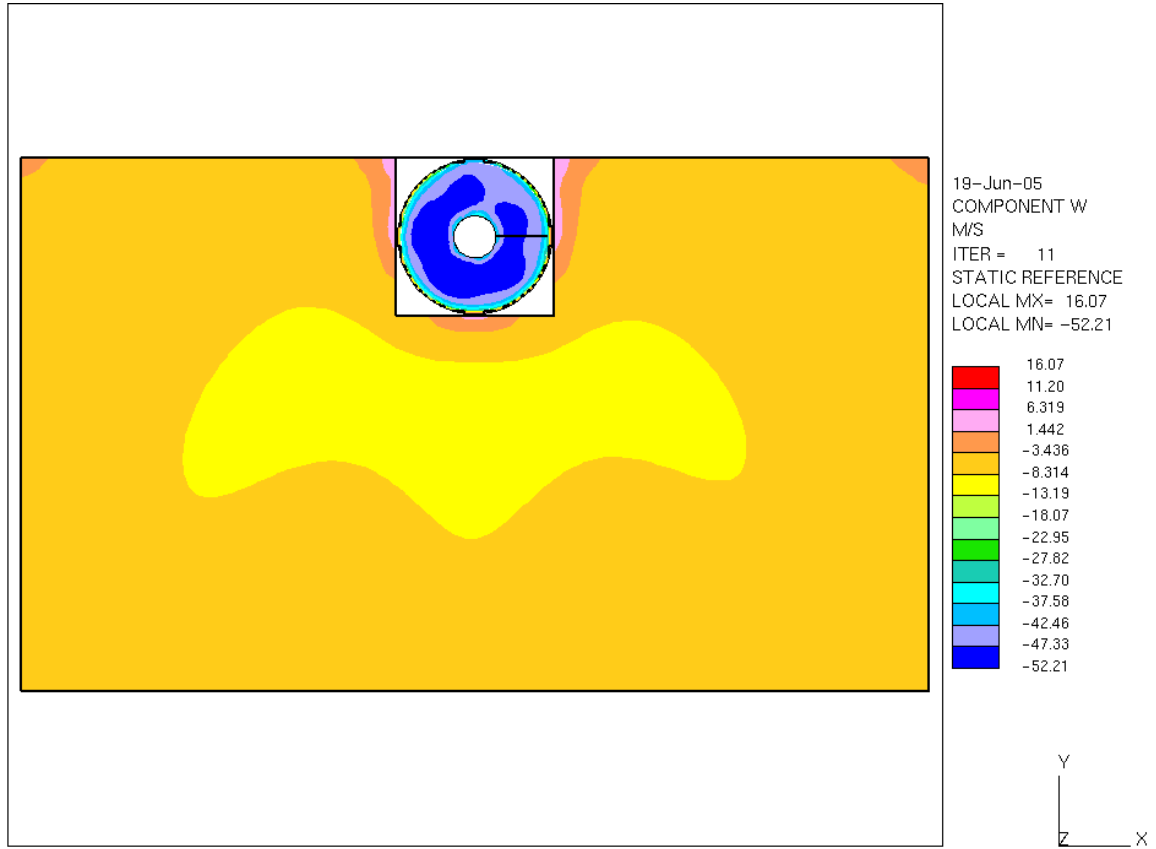 19-Jun-05
COMPONENT W
M/S
ITER = 11
STATIC REFERENCE
LOCAL MX= 16.07
LOCAL MN= -52.21
16.07
11.20
6.319
1.442
-3.436
-8.314
-13.19
-18.07
-22.95
-27.82
-32.70
-37.58
-42.46
-47.33
-52.21
Y
Z X